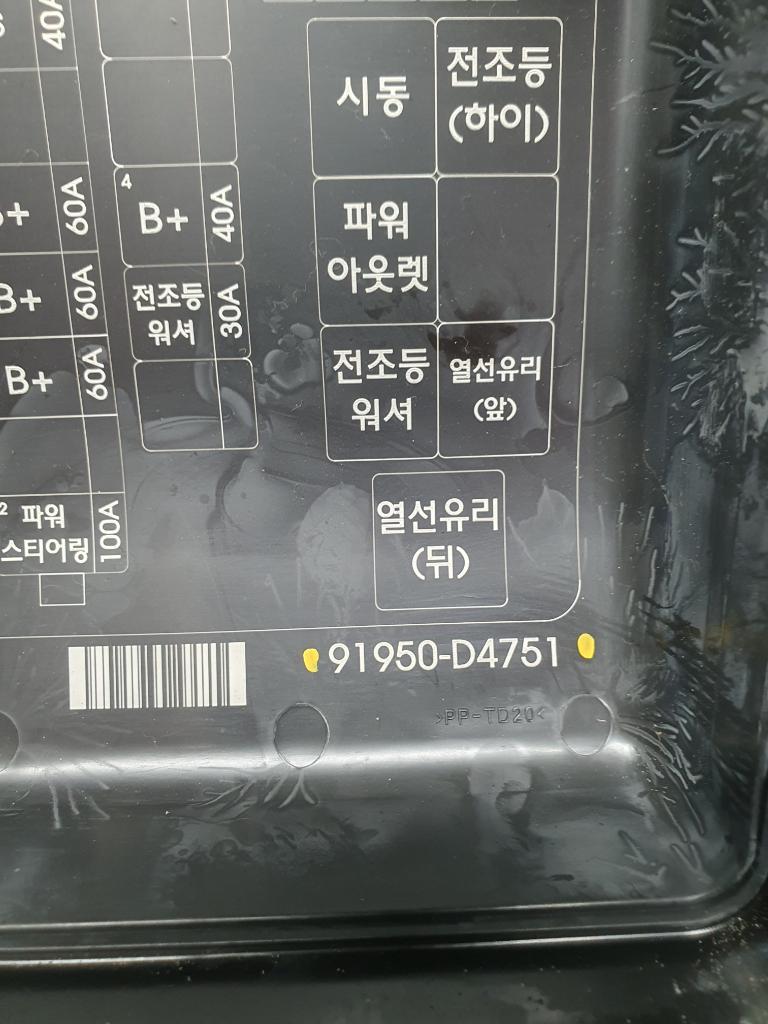 40A
시동
전조등
(하이)
60A
4
B+
40A
파워
아웃렛
B+
60A
전조등
워셔
30A
B+
60A
전조등
워셔
열선유리
(앞)
2
파워
스티어링
100A
열선유리
(뒤)
91950-D4751
>PP-TD20<